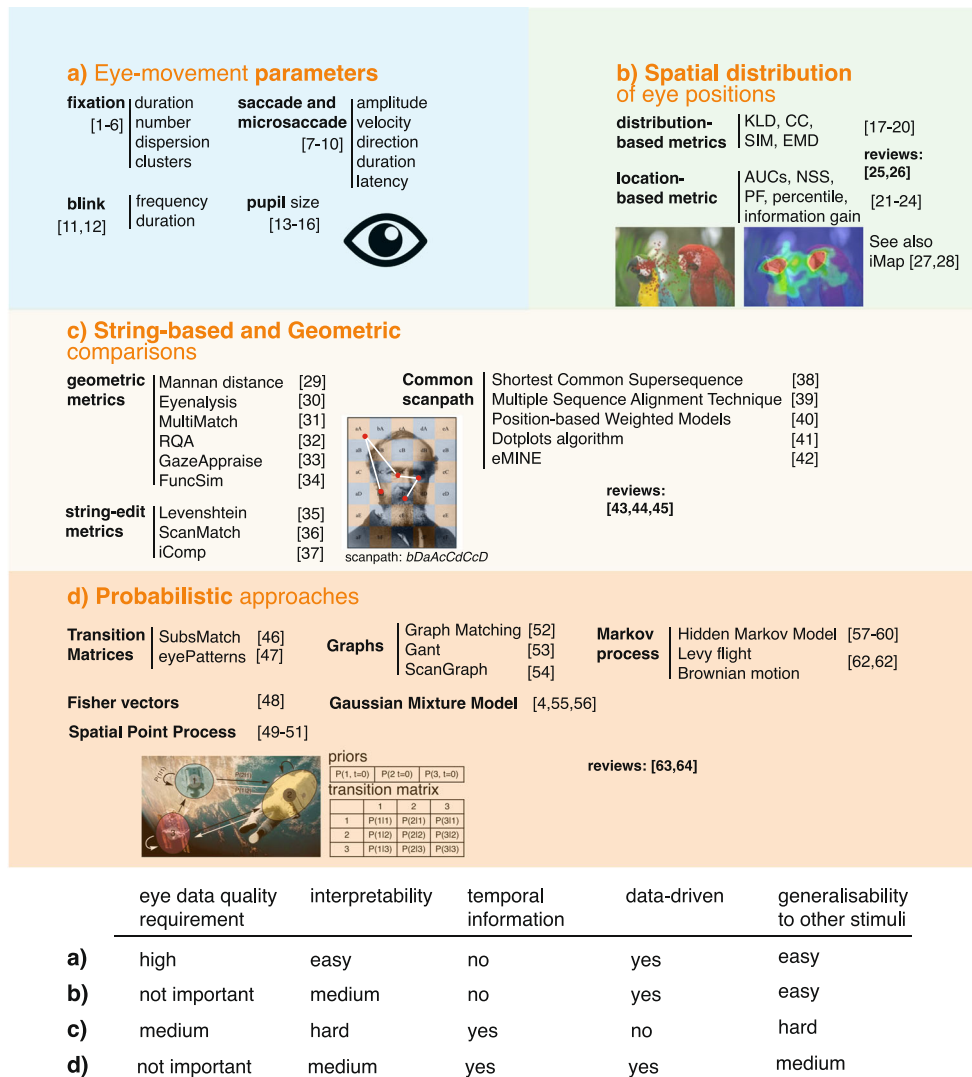 a) Eye-movement parameters
fixation
[1-6]
duration
number
dispersion
clusters
saccade and
microsaccade
[7-10]
amplitude
velocity
direction
duration
latency
blink
[11,12]
frequency
duration
pupil size
[13-16]
b) Spatial distribution
of eye positions
distribution-
based metrics
KLD, CC,
SIM, EMD
[17-20]
reviews:
[25,26]
location-
based metric
AUCs, NSS,
PF, percentile,
information gain
[21-24]
See also
iMap [27,28]
c) String-based and Geometric
comparisons
geometric
metrics
Mannan distance [29]
Eyenalysis [30]
MultiMatch [31]
RQA [32]
GazeAppraise [33]
FuncSim [34]
string-edit
metrics
Levenshtein [35]
ScanMatch [36]
iComp [37]
aA bA cA dA eA
scanpath: bDaAcCdCcD
Common
scanpath
Shortest Common Supersequence [38]
Multiple Sequence Alignment Technique [39]
Position-based Weighted Models [40]
Dotplots algorithm [41]
eMINE [42]
reviews:
[43,44,45]
d) Probabilistic approaches
Transition
Matrices
SubsMatch [46]
eyePatterns [47]
Graphs
Graph Matching [52]
Gant [53]
ScanGraph [54]
Markov
process
Hidden Markov Model [57-60]
Levy flight
Brownian motion
[62,62]
Fisher vectors [48]
Gaussian Mixture Model [4,55,56]
Spatial Point Process [49-51]
P(1|1)
priors
P(1, t=0) P(2 t=0) P(3, t=0)
transition matrix
1 2 3
1 P(1|1) P(2|1) P(3|1)
2 P(1|2) P(2|2) P(3|2)
3 P(1|3) P(2|3) P(3|3)
reviews: [63,64]
eye data quality
requirement
interpretability
temporal
information
data-driven
generalisability
to other stimuli
a) high easy no yes easy
b) not important medium no yes easy
c) medium hard yes no hard
d) not important medium yes yes medium